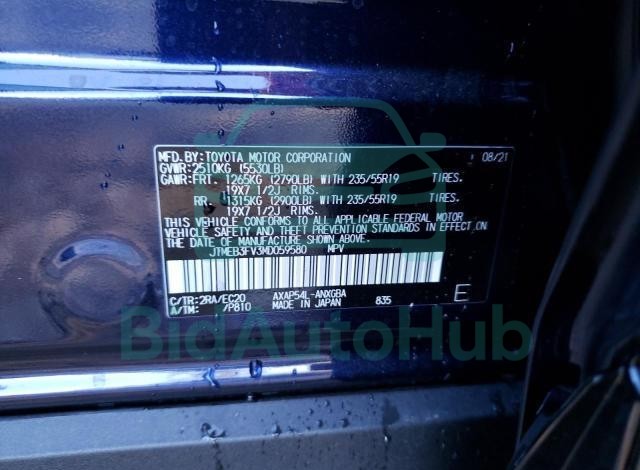 MFD. BY: TOYOTA MOTOR CORPORATION 08/21
GVWR: 2510KG (5530LB)
GAWR: FRT. 1265KG (2790LB) WITH 235/55R19 TIRES.
19X7 1/2J RIMS.
RR. 1315KG (2900LB) WITH 235/55R19 TIRES.
19X7 1/2J RIMS.
THIS VEHICLE CONFORMS TO ALL APPLICABLE FEDERAL MOTOR
VEHICLE SAFETY AND THEFT PREVENTION STANDARDS IN EFFECT ON
THE DATE OF MANUFACTURE SHOWN ABOVE.
JTMEB3FV3MD059580 MPV
C/TR: 2RA/EC20 AXAP54L-ANXGBA
A/TM: /P810 MADE IN JAPAN 835 E
BidAutoHub